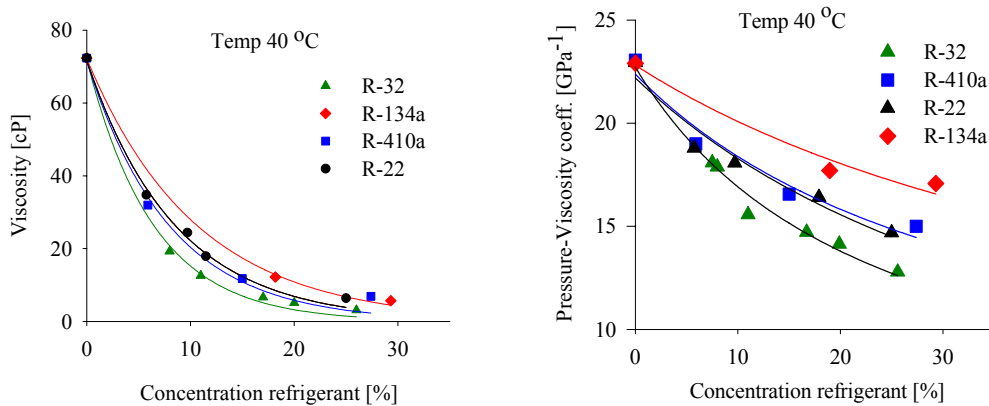 Temp 40 °C
Viscosity [cP]
80
60
40
20
0
R-32
R-134a
R-410a
R-22
0 10 20 30
Concentration refrigerant [%]
Temp 40 °C
Pressure-Viscosity coeff. [GPa⁻¹]
25
20
15
10
R-32
R-410a
R-22
R-134a
0 10 20 30
Concentration refrigerant [%]